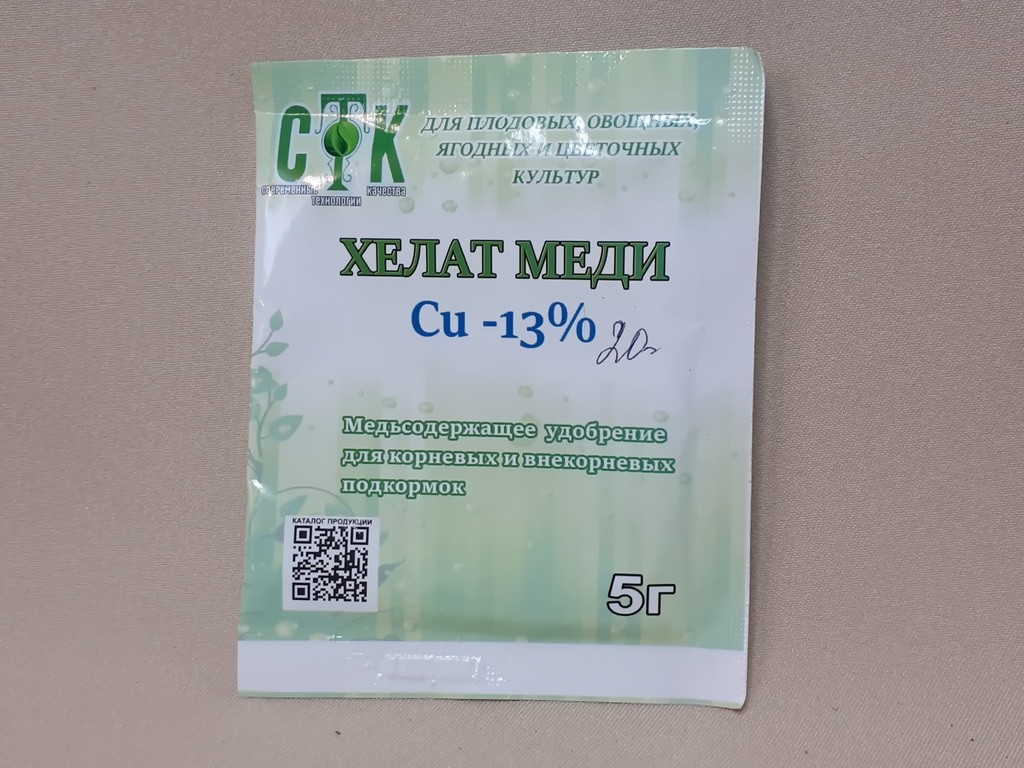 СТК
СОВРЕМЕННЫЕ
ТЕХНОЛОГИИ
КАЧЕСТВА
ДЛЯ ПЛОДОВЫХ, ОВОЩНЫХ,
ЯГОДНЫХ И ЦВЕТОЧНЫХ
КУЛЬТУР
ХЕЛАТ МЕДИ
Cu -13%
Медьсодержащее удобрение
для корневых и внекорневых
подкормок
КАТАЛОГ ПРОДУКЦИИ
5г